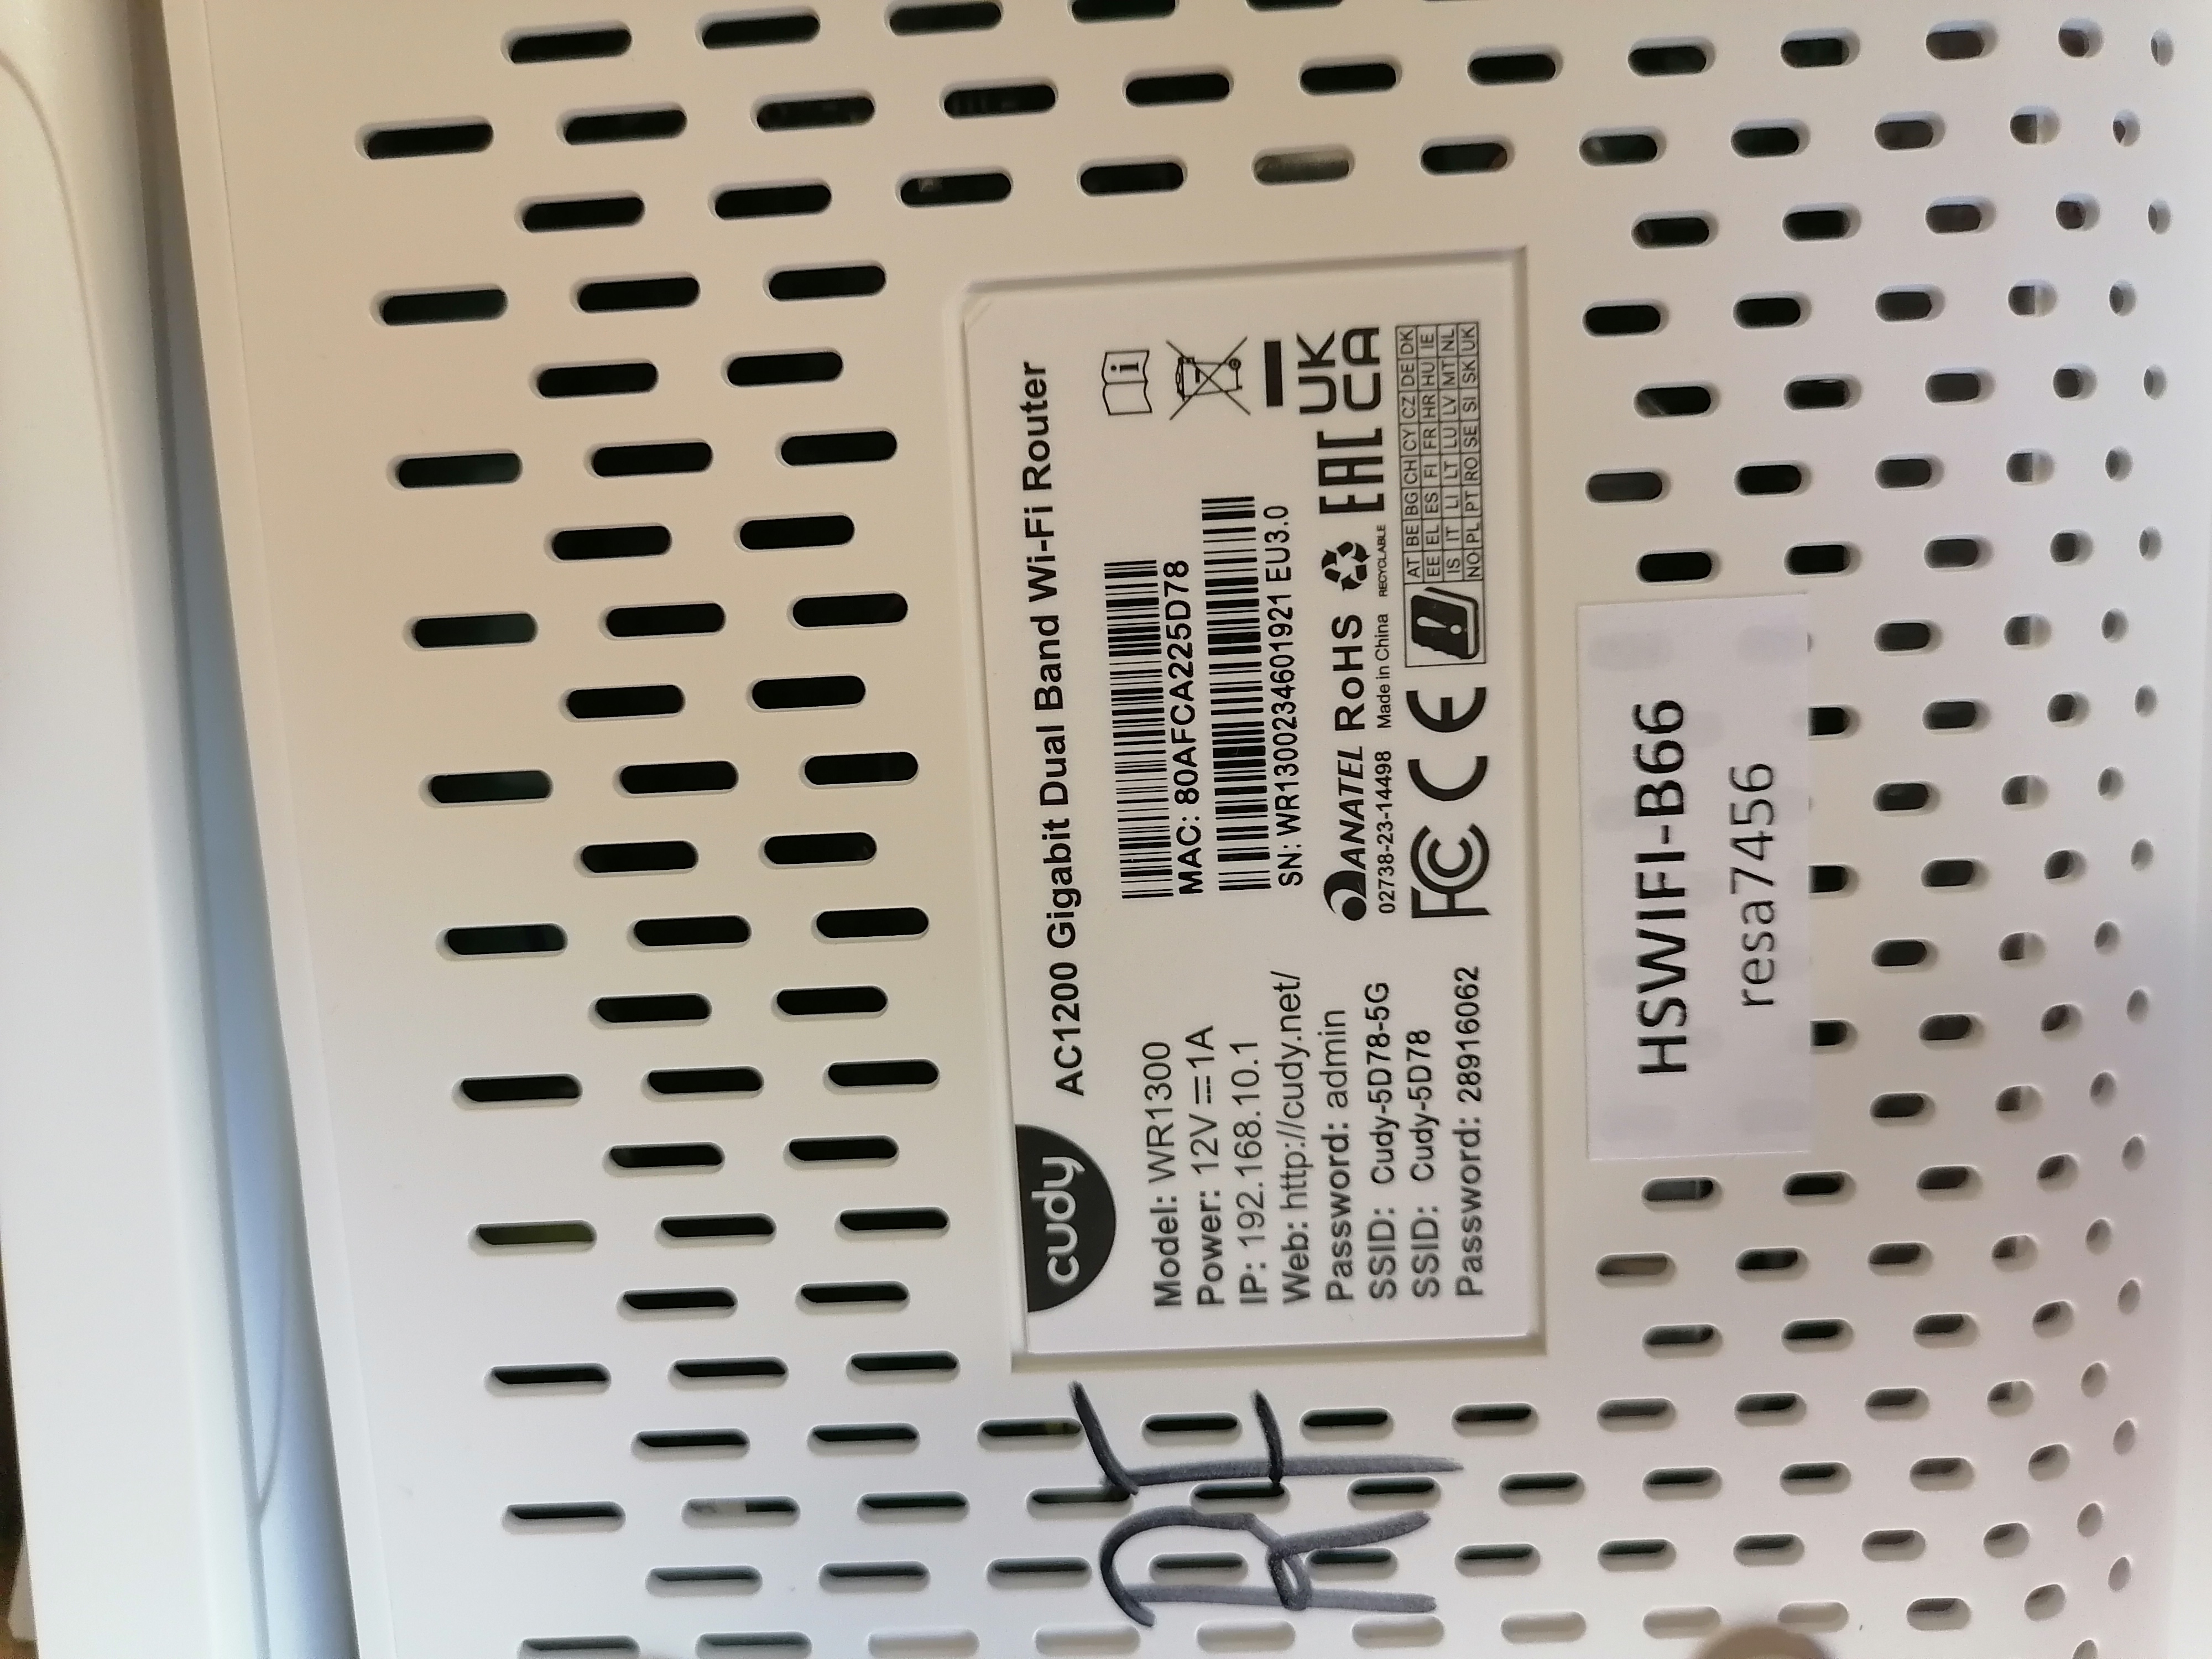 cudy
AC1200 Gigabit Dual Band Wi-Fi Router
Model: WR1300
Power: 12V⎓1A
IP: 192.168.10.1
Web: http://cudy.net/
Password: admin
SSID: Cudy-5D78-5G
SSID: Cudy-5D78
Password: 28916062
MAC: 80AFCA225D78
SN: WR1300234601921 EU3.0
ANATEL RoHS
02738-23-14498 Made in China RECYCLABLE
EAC
UK
CA
FC CE
AT BE BG CH CY CZ DE DK
EE EL ES FI FR HR HU IE
IS IT LI LT LU LV MT NL
NO PL PT RO SE SI SK UK
HSWIFI-B66
resa7456